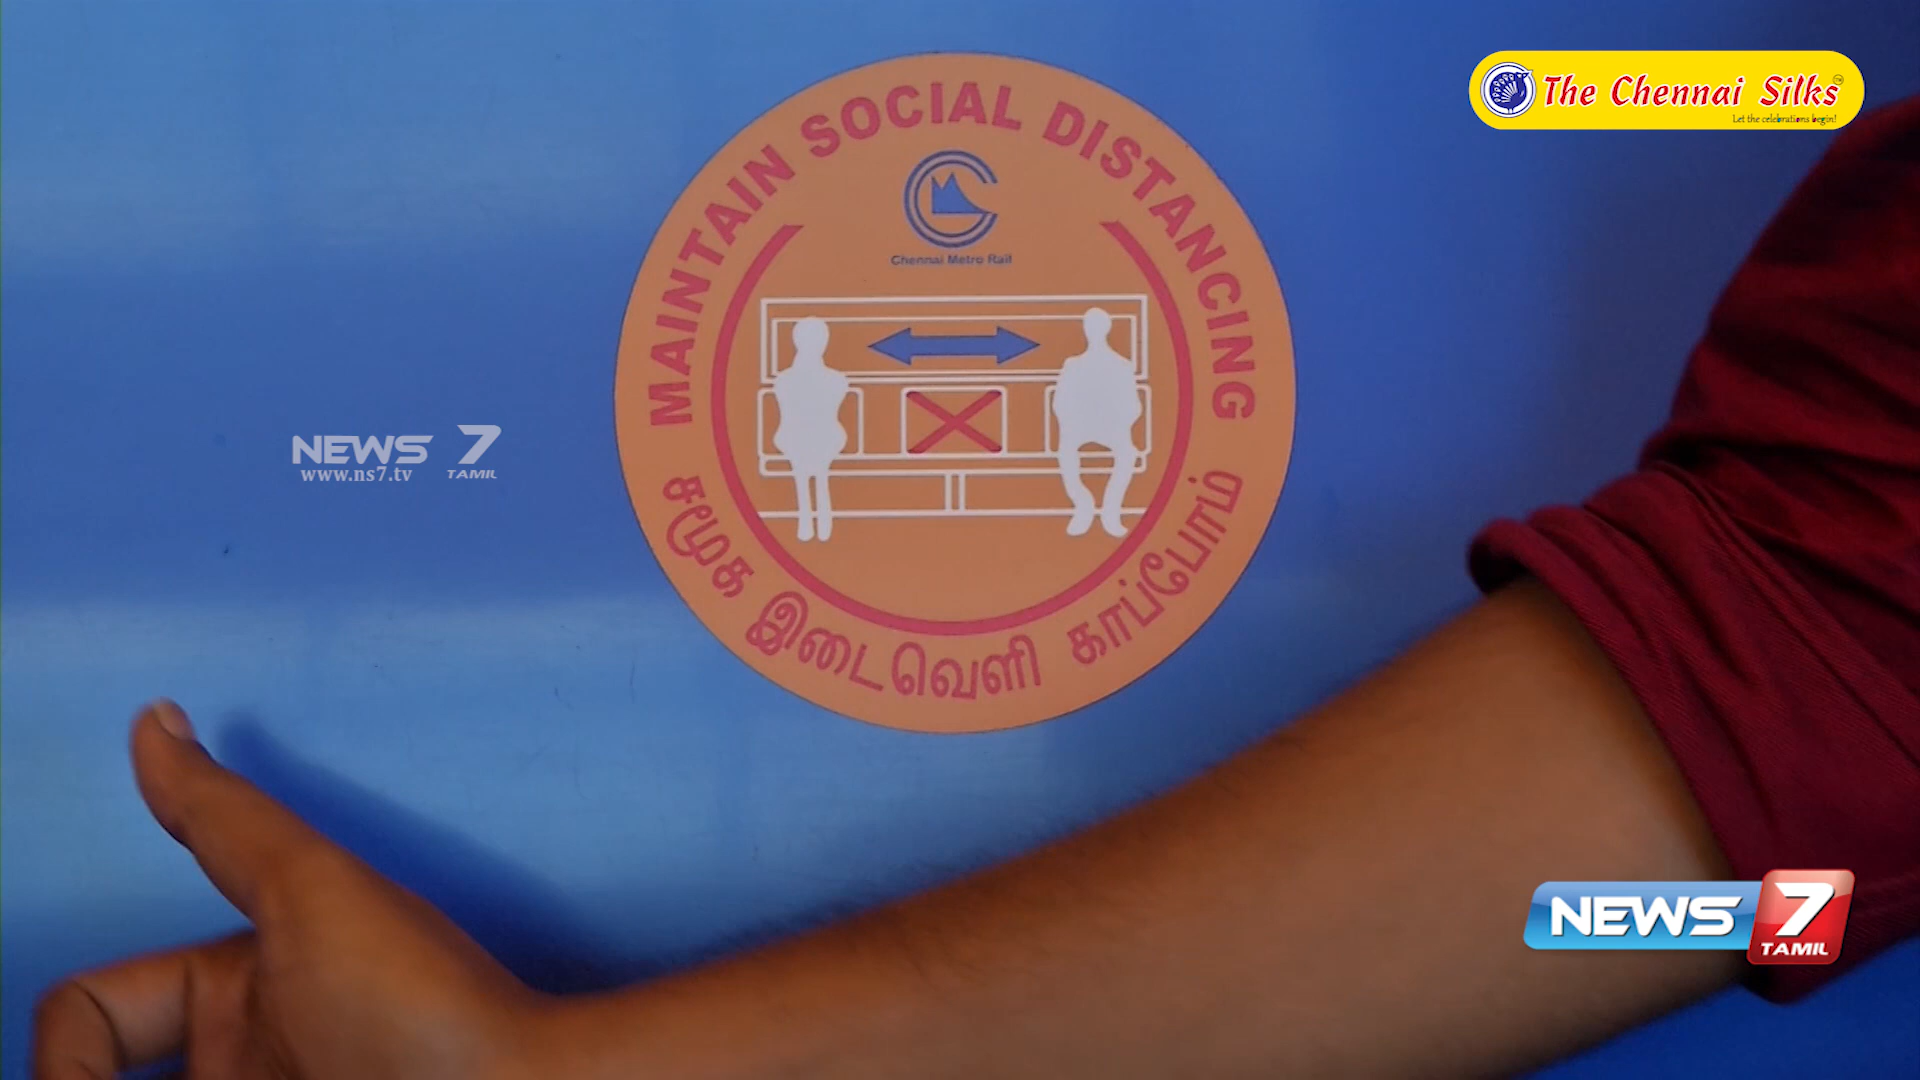 The Chennai Silks
Let the celebrations begin!
MAINTAIN SOCIAL DISTANCING
Chennai Metro Rail
சமூக இடைவெளி காப்போம்
NEWS 7
www.ns7.tv TAMIL
NEWS 7
TAMIL